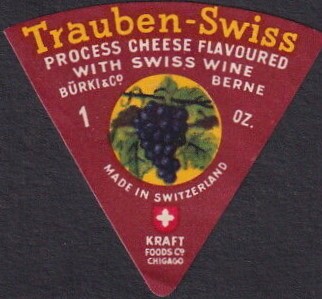 Trauben-Swiss
PROCESS CHEESE FLAVOURED
WITH SWISS WINE
BÜRKI & Cº BERNE
1 OZ.
MADE IN SWITZERLAND
KRAFT
FOODS Cº
CHICAGO